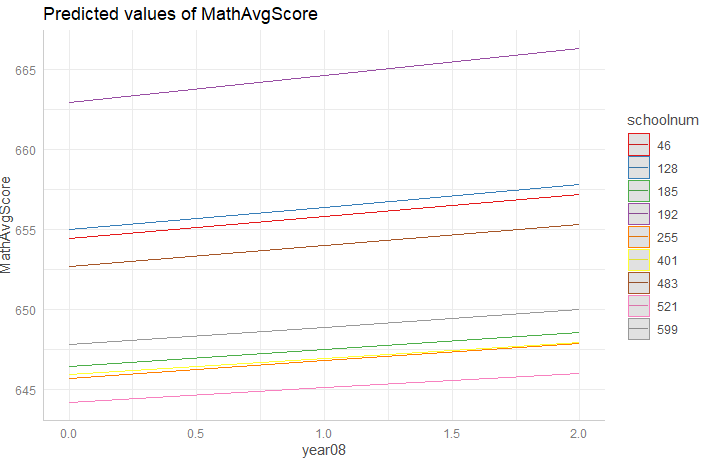 Predicted values of MathAvgScore
MathAvgScore
665
660
655
650
645
0.0 0.5 1.0 1.5 2.0
year08
schoolnum
46
128
185
192
255
401
483
521
599